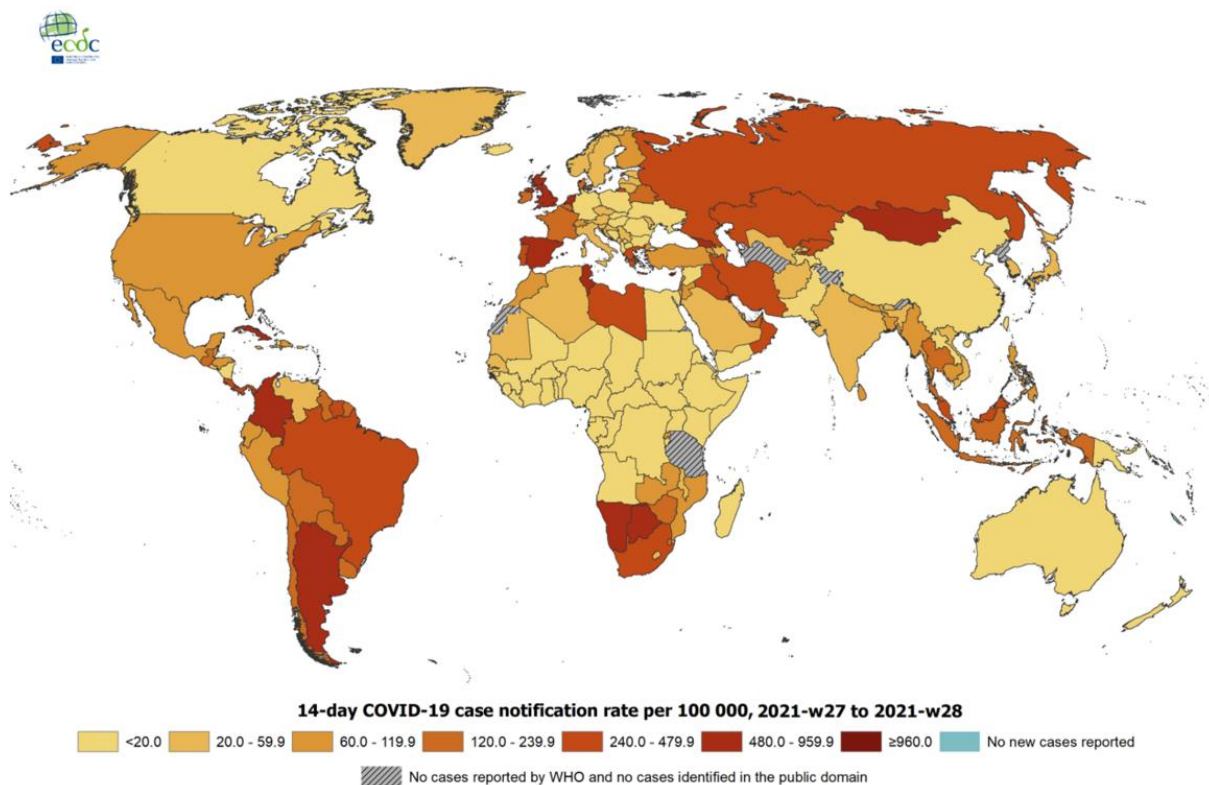 ecdc
14-day COVID-19 case notification rate per 100 000, 2021-w27 to 2021-w28
<20.0 20.0 - 59.9 60.0 - 119.9 120.0 - 239.9 240.0 - 479.9 480.0 - 959.9 ≥960.0 No new cases reported
No cases reported by WHO and no cases identified in the public domain